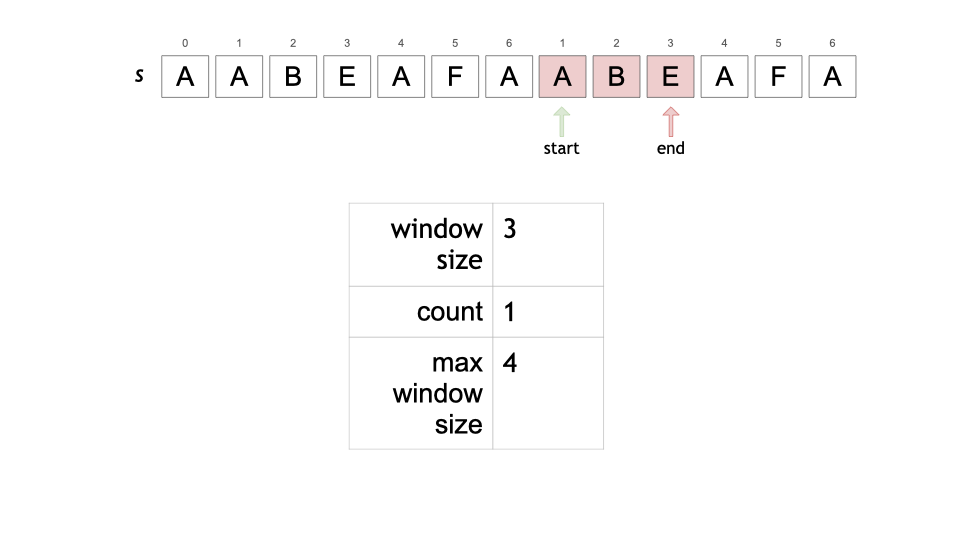 0 1 2 3 4 5 6 1 2 3 4 5 6
s A A B E A F A A B E A F A
start end
window 3
size
count 1
max 4
window
size